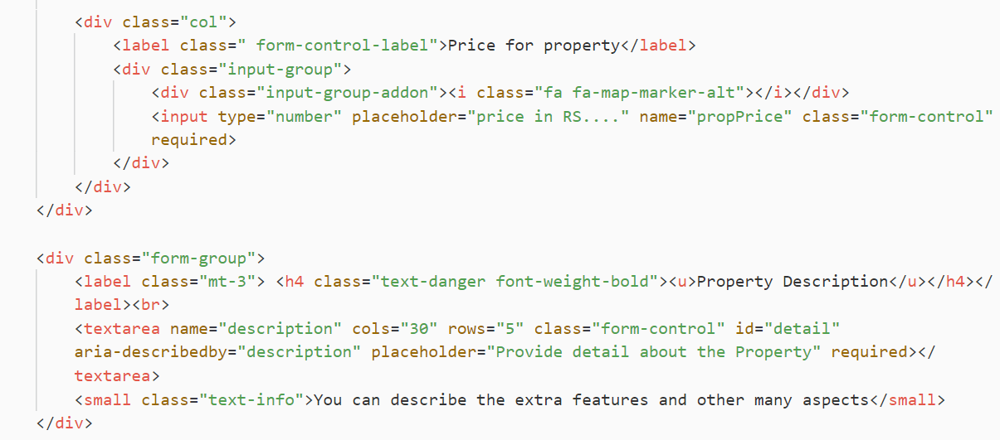 <div class="col">
<label class=" form-control-label">Price for property</label>
<div class="input-group">
<div class="input-group-addon"><i class="fa fa-map-marker-alt"></i></div>
<input type="number" placeholder="price in RS...." name="propPrice" class="form-control"
required>
</div>
</div>
</div>
<div class="form-group">
<label class="mt-3"> <h4 class="text-danger font-weight-bold"><u>Property Description</u></h4></
label><br>
<textarea name="description" cols="30" rows="5" class="form-control" id="detail"
aria-describedby="description" placeholder="Provide detail about the Property" required></
textarea>
<small class="text-info">You can describe the extra features and other many aspects</small>
</div>